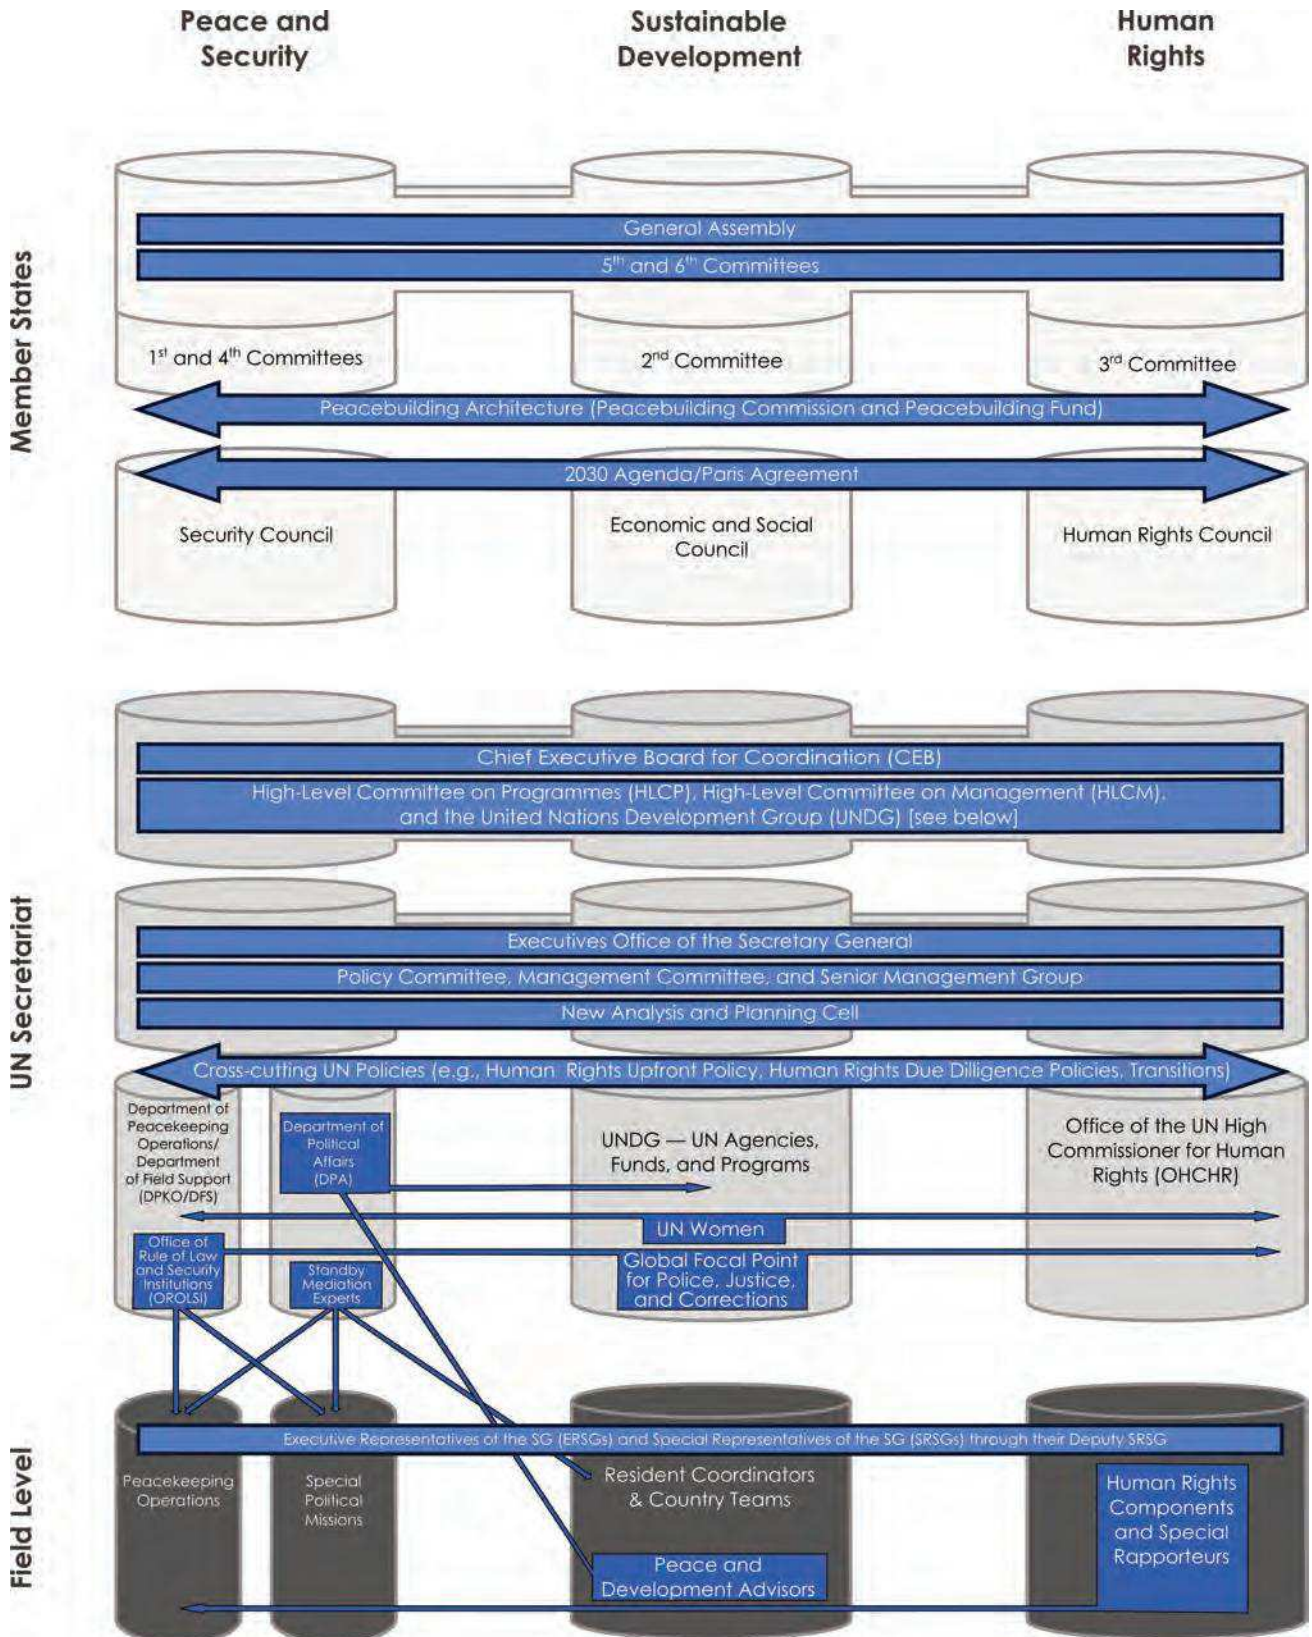 Peace and
Security
Sustainable
Development
Human
Rights
Member States
General Assembly
5th and 6th Committees
1st and 4th Committees
2nd Committee
3rd Committee
Peacebuilding Architecture (Peacebuilding Commission and Peacebuilding Fund)
2030 Agenda/Paris Agreement
Security Council
Economic and Social
Council
Human Rights Council
UN Secretariat
Chief Executive Board for Coordination (CEB)
High-Level Committee on Programmes (HLCP), High-Level Committee on Management (HLCM),
and the United Nations Development Group (UNDG) [see below]
Executives Office of the Secretary General
Policy Committee, Management Committee, and Senior Management Group
New Analysis and Planning Cell
Cross-cutting UN Policies (e.g., Human Rights Upfront Policy, Human Rights Due Dilligence Policies, Transitions)
Department of
Peacekeeping
Operations/
Department
of Field Support
(DPKO/DFS)
Department of
Political
Affairs
(DPA)
UNDG — UN Agencies,
Funds, and Programs
Office of the UN High
Commissioner for Human
Rights (OHCHR)
UN Women
Office of
Rule of Law
and Security
Institutions
(OROLSI)
Standby
Mediation
Experts
Global Focal Point
for Police, Justice,
and Corrections
Field Level
Executive Representatives of the SG (ERSGs) and Special Representatives of the SG (SRSGs) through their Deputy SRSG
Peacekeeping
Operations
Special
Political
Missions
Resident Coordinators
& Country Teams
Human Rights
Components
and Special
Rapporteurs
Peace and
Development Advisors